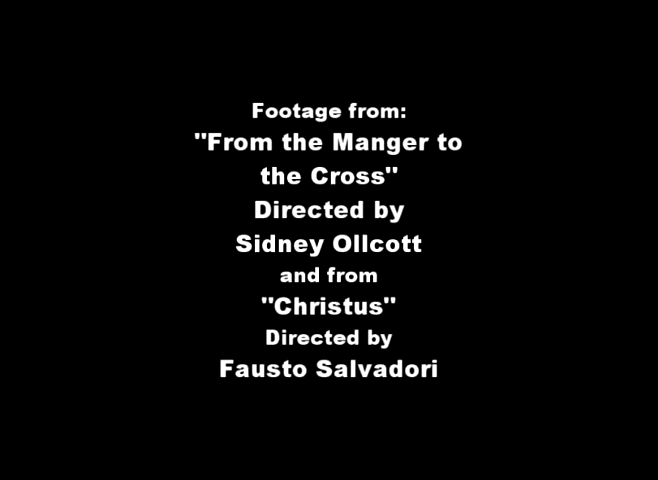 Footage from:
"From the Manger to
the Cross"
Directed by
Sidney Ollcott
and from
"Christus"
Directed by
Fausto Salvadori